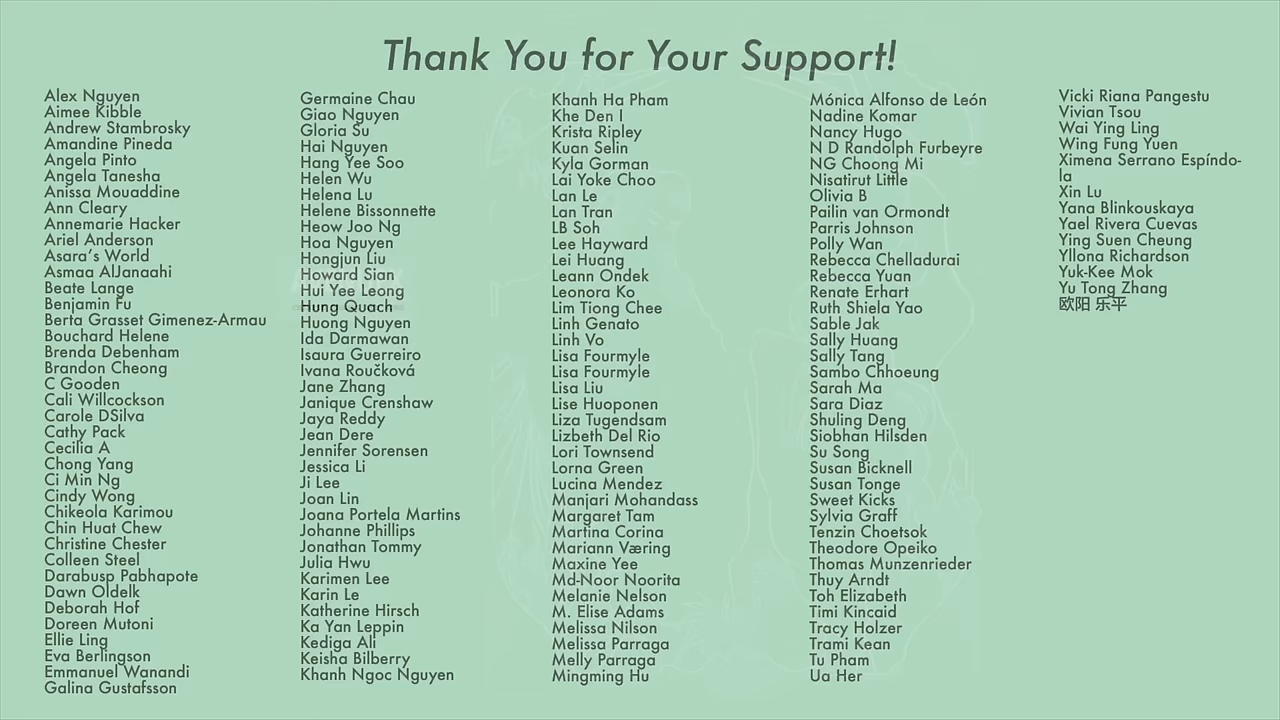 Thank You for Your Support!
Alex Nguyen
Aimee Kibble
Andrew Stambrosky
Amandine Pineda
Angela Pinto
Angela Tanesha
Anissa Mouaddine
Ann Cleary
Annemarie Hacker
Ariel Anderson
Asara's World
Asmaa AlJanaahi
Beate Lange
Benjamin Fu
Berta Grasset Gimenez-Armau
Bouchard Helene
Brenda Debenham
Brandon Cheong
C Gooden
Cali Willcockson
Carole DSilva
Cathy Pack
Cecilia A
Chong Yang
Ci Min Ng
Cindy Wong
Chikeola Karimou
Chin Huat Chew
Christine Chester
Colleen Steel
Darabusp Pabhapote
Dawn Oldelk
Deborah Hof
Doreen Mutoni
Ellie Ling
Eva Berlingson
Emmanuel Wanandi
Galina Gustafsson
Germaine Chau
Giao Nguyen
Gloria Su
Hai Nguyen
Hang Yee Soo
Helen Wu
Helena Lu
Helene Bissonnette
Heow Joo Ng
Hoa Nguyen
Hongjun Liu
Howard Sian
Hui Yee Leong
Hung Quach
Huong Nguyen
Ida Darmawan
Isaura Guerreiro
Ivana Roučková
Jane Zhang
Janique Crenshaw
Jaya Reddy
Jean Dere
Jennifer Sorensen
Jessica Li
Ji Lee
Joan Lin
Joana Portela Martins
Johanne Phillips
Jonathan Tommy
Julia Hwu
Karimen Lee
Karin Le
Katherine Hirsch
Ka Yan Leppin
Kediga Ali
Keisha Bilberry
Khanh Ngoc Nguyen
Khanh Ha Pham
Khe Den I
Krista Ripley
Kuan Selin
Kyla Gorman
Lai Yoke Choo
Lan Le
Lan Tran
LB Soh
Lee Hayward
Lei Huang
Leann Ondek
Leonora Ko
Lim Tiong Chee
Linh Genato
Linh Vo
Lisa Fourmyle
Lisa Fourmyle
Lisa Liu
Lise Huoponen
Liza Tugendsam
Lizbeth Del Rio
Lori Townsend
Lorna Green
Lucina Mendez
Manjari Mohandass
Margaret Tam
Martina Corina
Mariann Væring
Maxine Yee
Md-Noor Noorita
Melanie Nelson
M. Elise Adams
Melissa Nilson
Melissa Parraga
Melly Parraga
Mingming Hu
Mónica Alfonso de León
Nadine Komar
Nancy Hugo
N D Randolph Furbeyre
NG Choong Mi
Nisatirut Little
Olivia B
Pailin van Ormondt
Parris Johnson
Polly Wan
Rebecca Chelladurai
Rebecca Yuan
Renate Erhart
Ruth Shiela Yao
Sable Jak
Sally Huang
Sally Tang
Sambo Chhoeung
Sarah Ma
Sara Diaz
Shuling Deng
Siobhan Hilsden
Su Song
Susan Bicknell
Susan Tonge
Sweet Kicks
Sylvia Graff
Tenzin Choetsok
Theodore Opeiko
Thomas Munzenrieder
Thuy Arndt
Toh Elizabeth
Timi Kincaid
Tracy Holzer
Trami Kean
Tu Pham
Ua Her
Vicki Riana Pangestu
Vivian Tsou
Wai Ying Ling
Wing Fung Yuen
Ximena Serrano Espíndo-
la
Xin Lu
Yana Blinkouskaya
Yael Rivera Cuevas
Ying Suen Cheung
Yllona Richardson
Yuk-Kee Mok
Yu Tong Zhang
欧阳 乐平